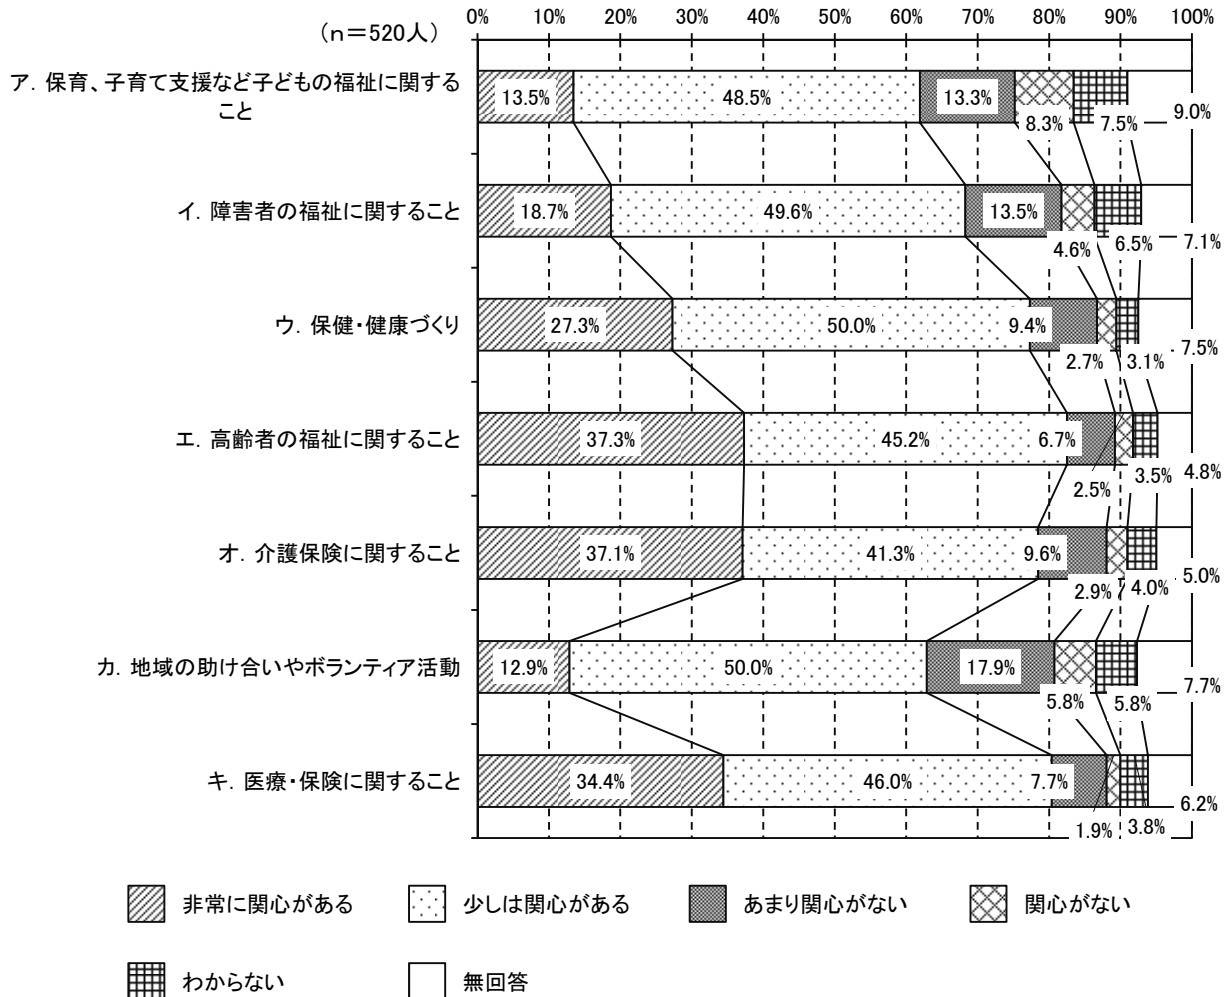 0% 10% 20% 30% 40% 50% 60% 70% 80% 90% 100%
(n＝520人)
ア. 保育、子育て支援など子どもの福祉に関する
こと
13.5% 48.5% 13.3% 8.3% 7.5% 9.0%
イ. 障害者の福祉に関すること
18.7% 49.6% 13.5% 4.6% 6.5% 7.1%
ウ. 保健・健康づくり
27.3% 50.0% 9.4% 2.7% 3.1% 7.5%
エ. 高齢者の福祉に関すること
37.3% 45.2% 6.7% 2.5% 3.5% 4.8%
オ. 介護保険に関すること
37.1% 41.3% 9.6% 2.9% 4.0% 5.0%
カ. 地域の助け合いやボランティア活動
12.9% 50.0% 17.9% 5.8% 5.8% 7.7%
キ. 医療・保険に関すること
34.4% 46.0% 7.7% 1.9% 3.8% 6.2%
非常に関心がある 少しは関心がある あまり関心がない 関心がない
わからない 無回答